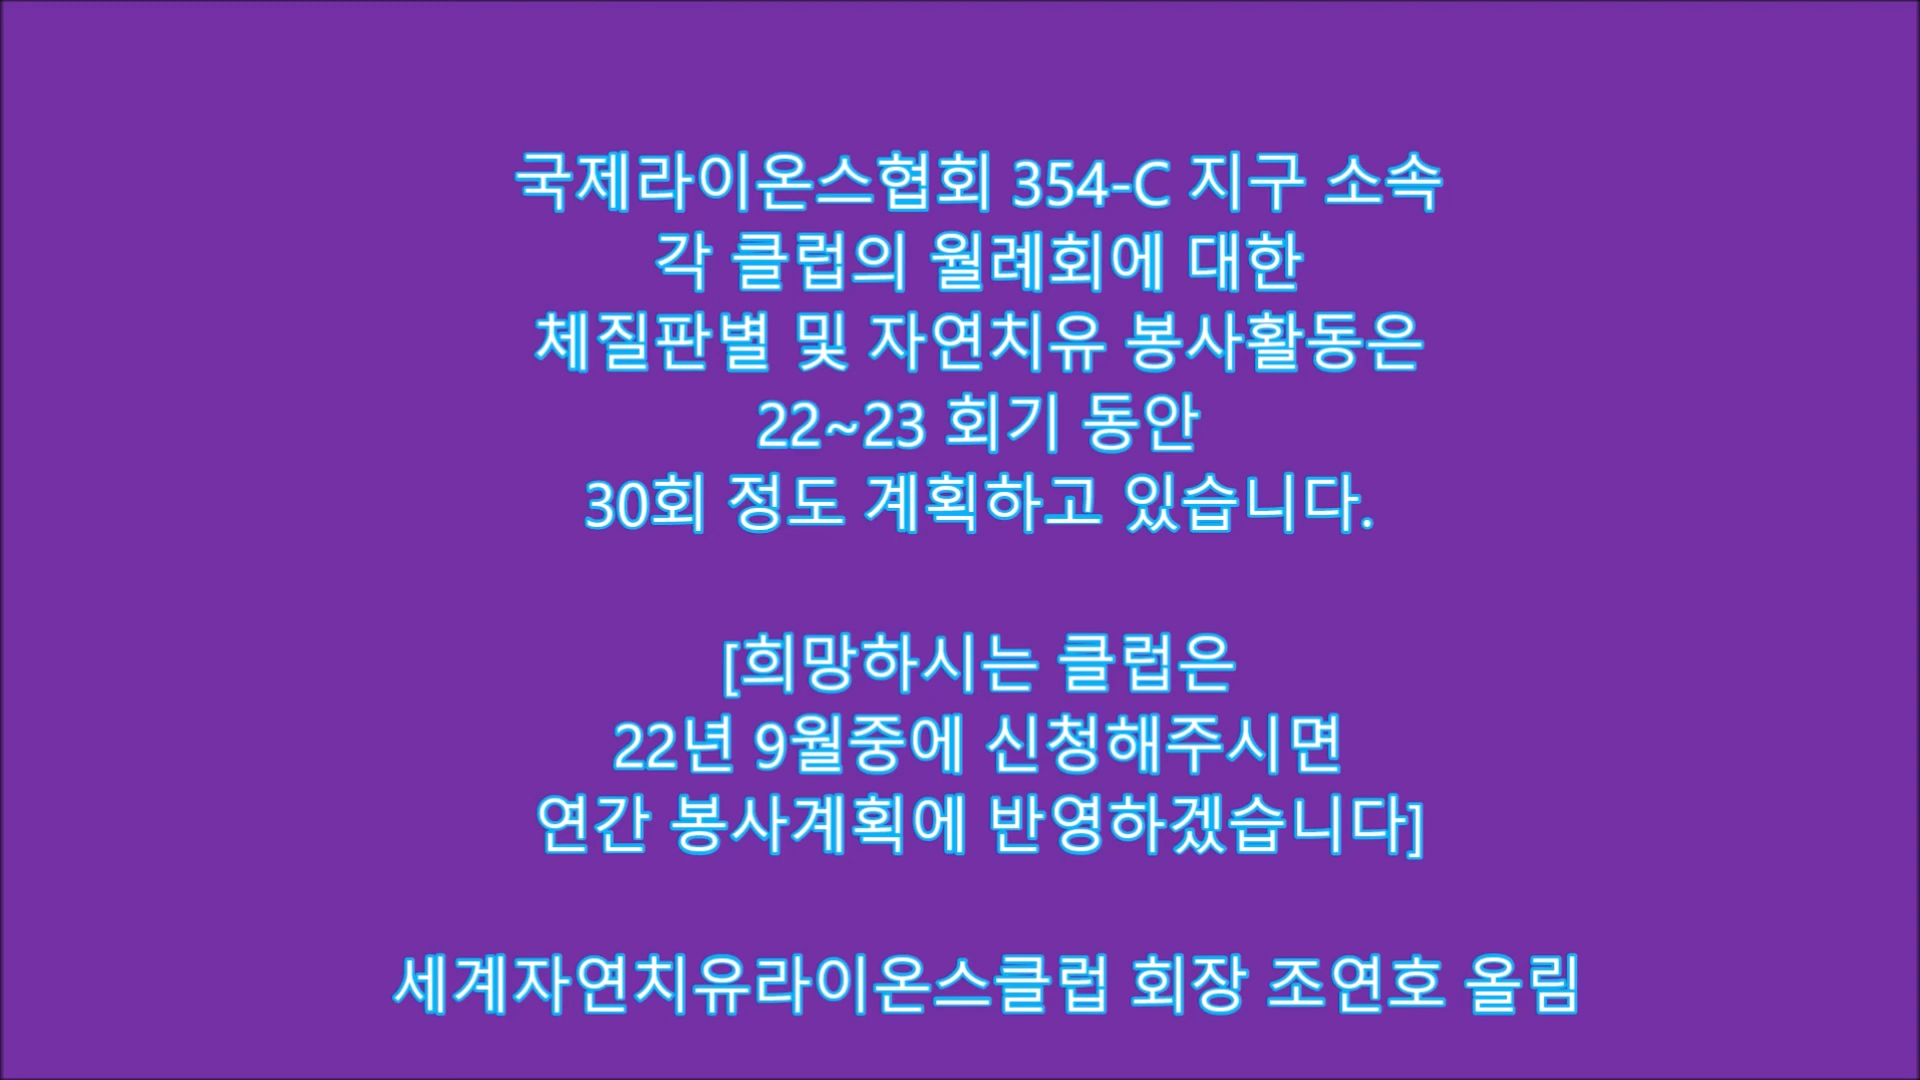 국제라이온스협회 354-C 지구 소속
각 클럽의 월례회에 대한
체질판별 및 자연치유 봉사활동은
22~23 회기 동안
30회 정도 계획하고 있습니다.
[희망하시는 클럽은
22년 9월중에 신청해주시면
연간 봉사계획에 반영하겠습니다]
세계자연치유라이온스클럽 회장 조연호 올림